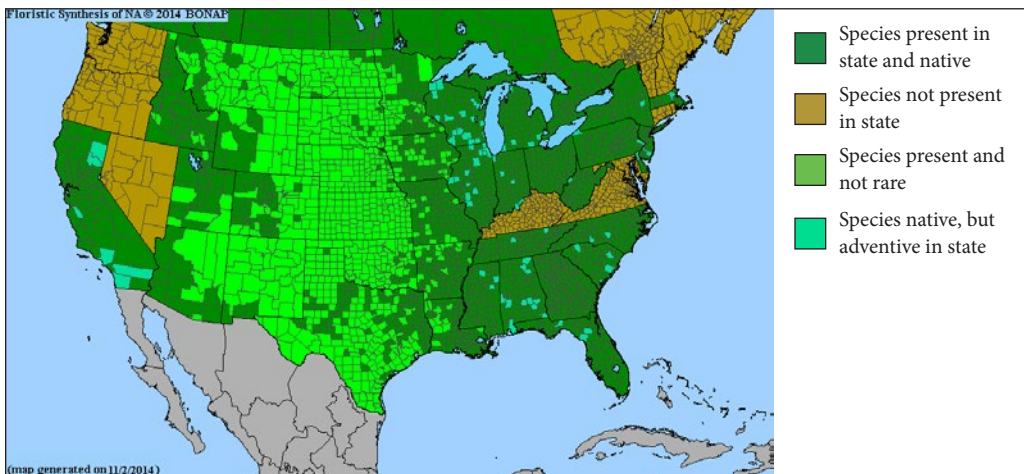 Floristic Synthesis of NA © 2014 BONAP
Species present in
state and native
Species not present
in state
Species present and
not rare
Species native, but
adventive in state
(map generated on 11/2/2014)